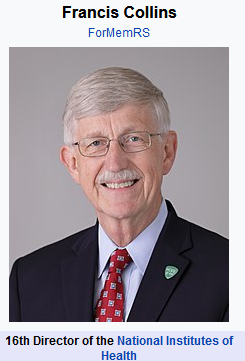 Francis Collins
ForMemRS
16th Director of the National Institutes of
Health